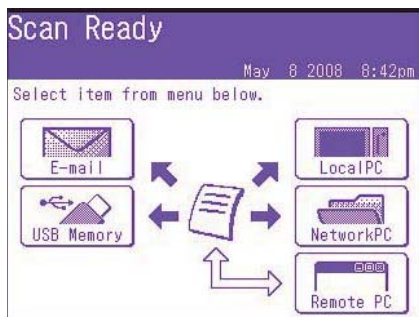 Scan Ready
May 8 2008 8:42pm
Select item from menu below.
E-mail
LocalPC
USB Memory
NetworkPC
Remote PC